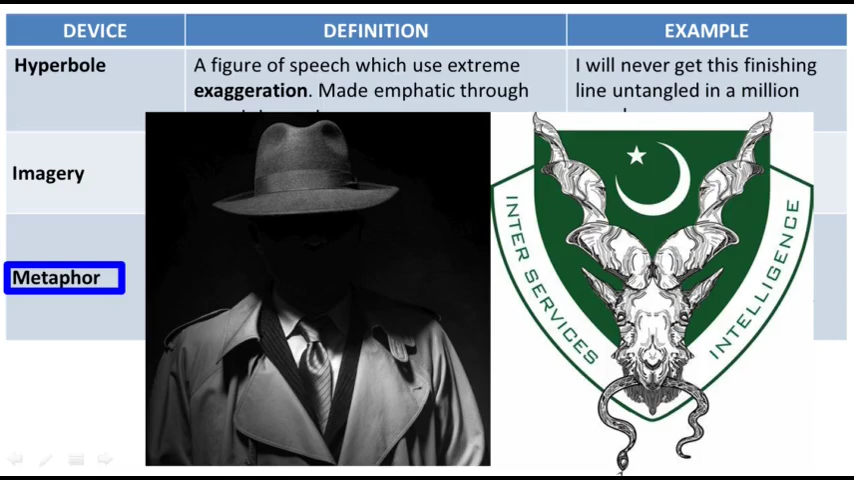 DEVICE DEFINITION EXAMPLE
Hyperbole
A figure of speech which use extreme
exaggeration. Made emphatic through
I will never get this finishing
line untangled in a million
Imagery
Metaphor
INTER SERVICES
INTELLIGENCE